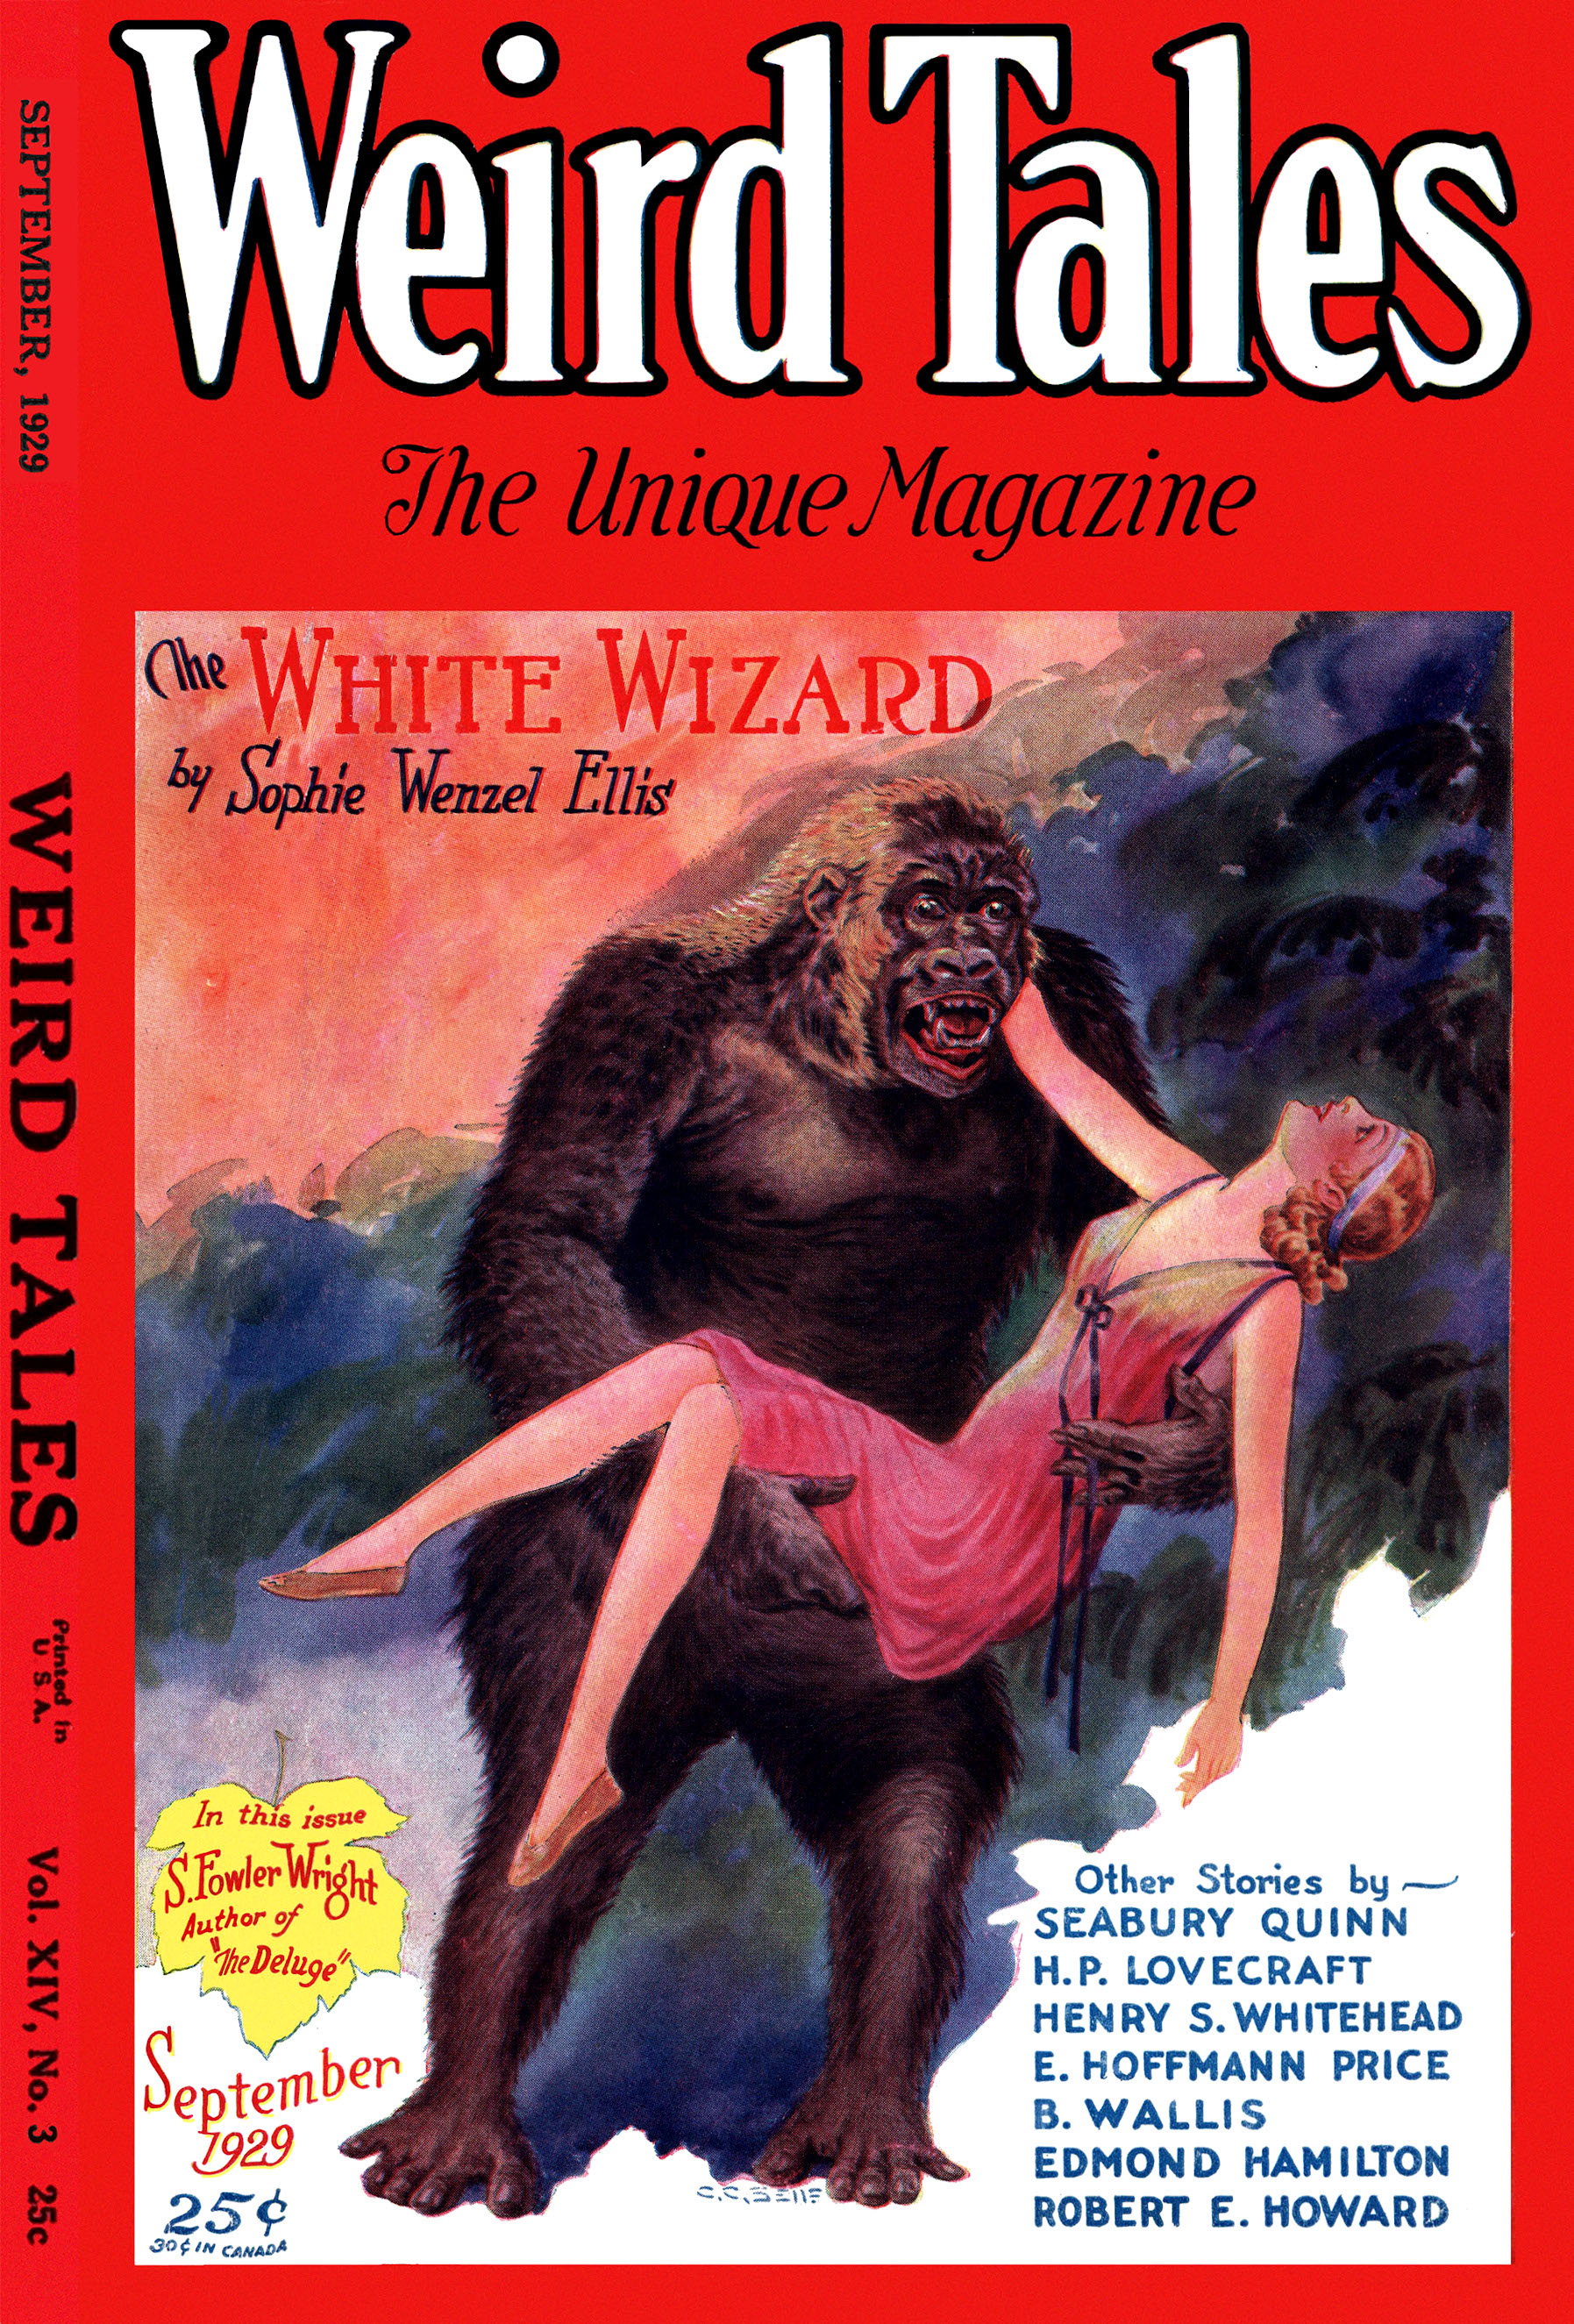 Weird Tales
The Unique Magazine
SEPTEMBER, 1929
WEIRD TALES
Printed in
U.S.A.
Vol. XIV, No. 3
25c
The WHITE WIZARD
by Sophie Wenzel Ellis
In this issue
S. Fowler Wright
Author of
"The Deluge"
September
1929
25¢
30¢ IN CANADA
Other Stories by—
SEABURY QUINN
H.P. LOVECRAFT
HENRY S. WHITEHEAD
E. HOFFMANN PRICE
B. WALLIS
EDMOND HAMILTON
ROBERT E. HOWARD